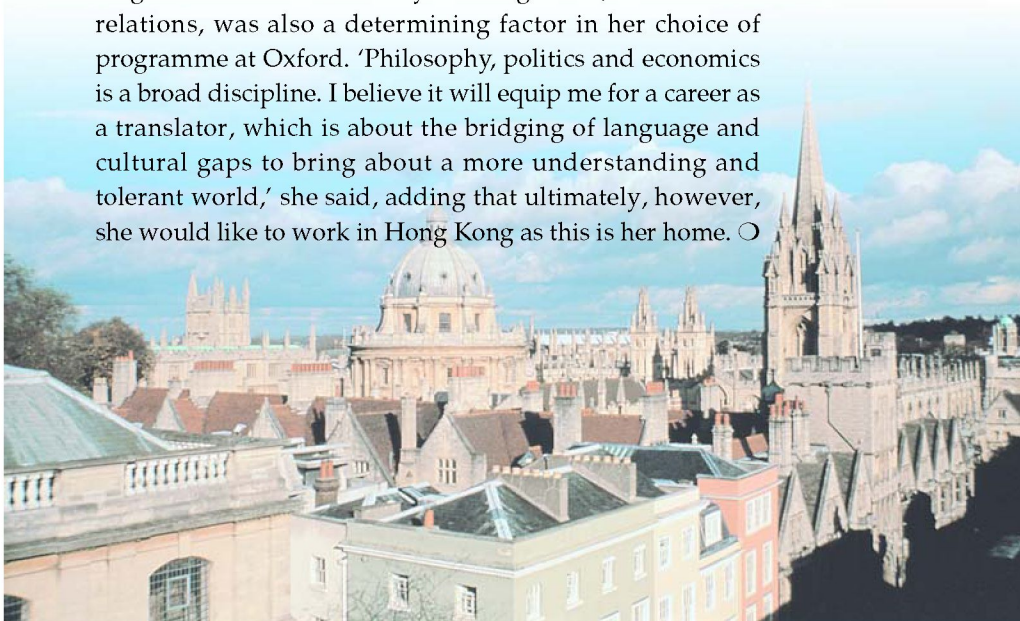 relations, was also a determining factor in her choice of
programme at Oxford. ‘Philosophy, politics and economics
is a broad discipline. I believe it will equip me for a career as
a translator, which is about the bridging of language and
cultural gaps to bring about a more understanding and
tolerant world,’ she said, adding that ultimately, however,
she would like to work in Hong Kong as this is her home. ❍